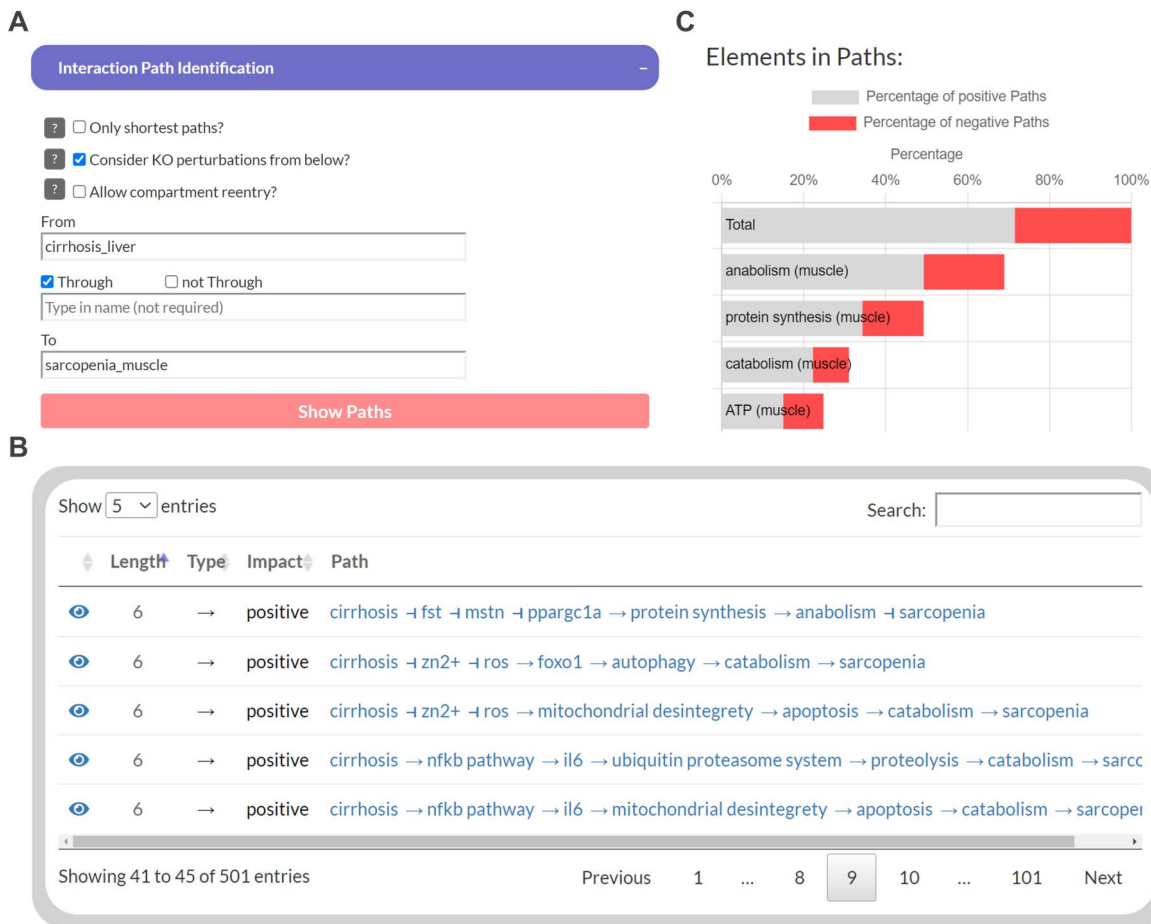 A
Interaction Path Identification −
? Only shortest paths?
? Consider KO perturbations from below?
? Allow compartment reentry?
From
cirrhosis_liver
Through not Through
Type in name (not required)
To
sarcopenia_muscle
Show Paths
C
Elements in Paths:
Percentage of positive Paths
Percentage of negative Paths
Percentage
0% 20% 40% 60% 80% 100%
Total
anabolism (muscle)
protein synthesis (muscle)
catabolism (muscle)
ATP (muscle)
B
Show 5 entries Search:
Length Type Impact Path
6 → positive cirrhosis ⊣ fst ⊣ mstn ⊣ ppargc1a → protein synthesis → anabolism ⊣ sarcopenia
6 → positive cirrhosis ⊣ zn2+ ⊣ ros → foxo1 → autophagy → catabolism → sarcopenia
6 → positive cirrhosis ⊣ zn2+ ⊣ ros → mitochondrial desintegrety → apoptosis → catabolism → sarcopenia
6 → positive cirrhosis → nfkb pathway → il6 → ubiquitin proteasome system → proteolysis → catabolism → sarcc
6 → positive cirrhosis → nfkb pathway → il6 → mitochondrial desintegrety → apoptosis → catabolism → sarcoper
Showing 41 to 45 of 501 entries Previous 1 ... 8 9 10 ... 101 Next